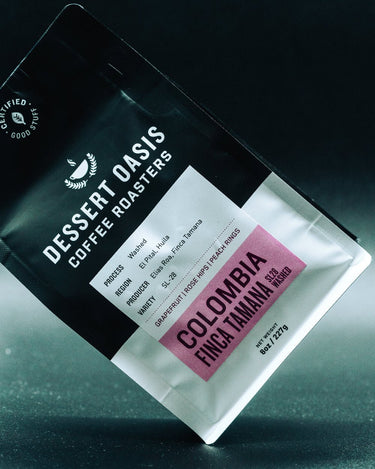 CERTIFIED
GOOD STUFF
DESSERT OASIS
COFFEE ROASTERS
PROCESS Washed
REGION El Pital, Huila
PRODUCER Elias Roa, Finca Tamana
VARIETY SL-28
GRAPEFRUIT | ROSE HIPS | PEACH RINGS
COLOMBIA
FINCA TAMANA SL28 WASHED
NET WEIGHT
8oz / 227g